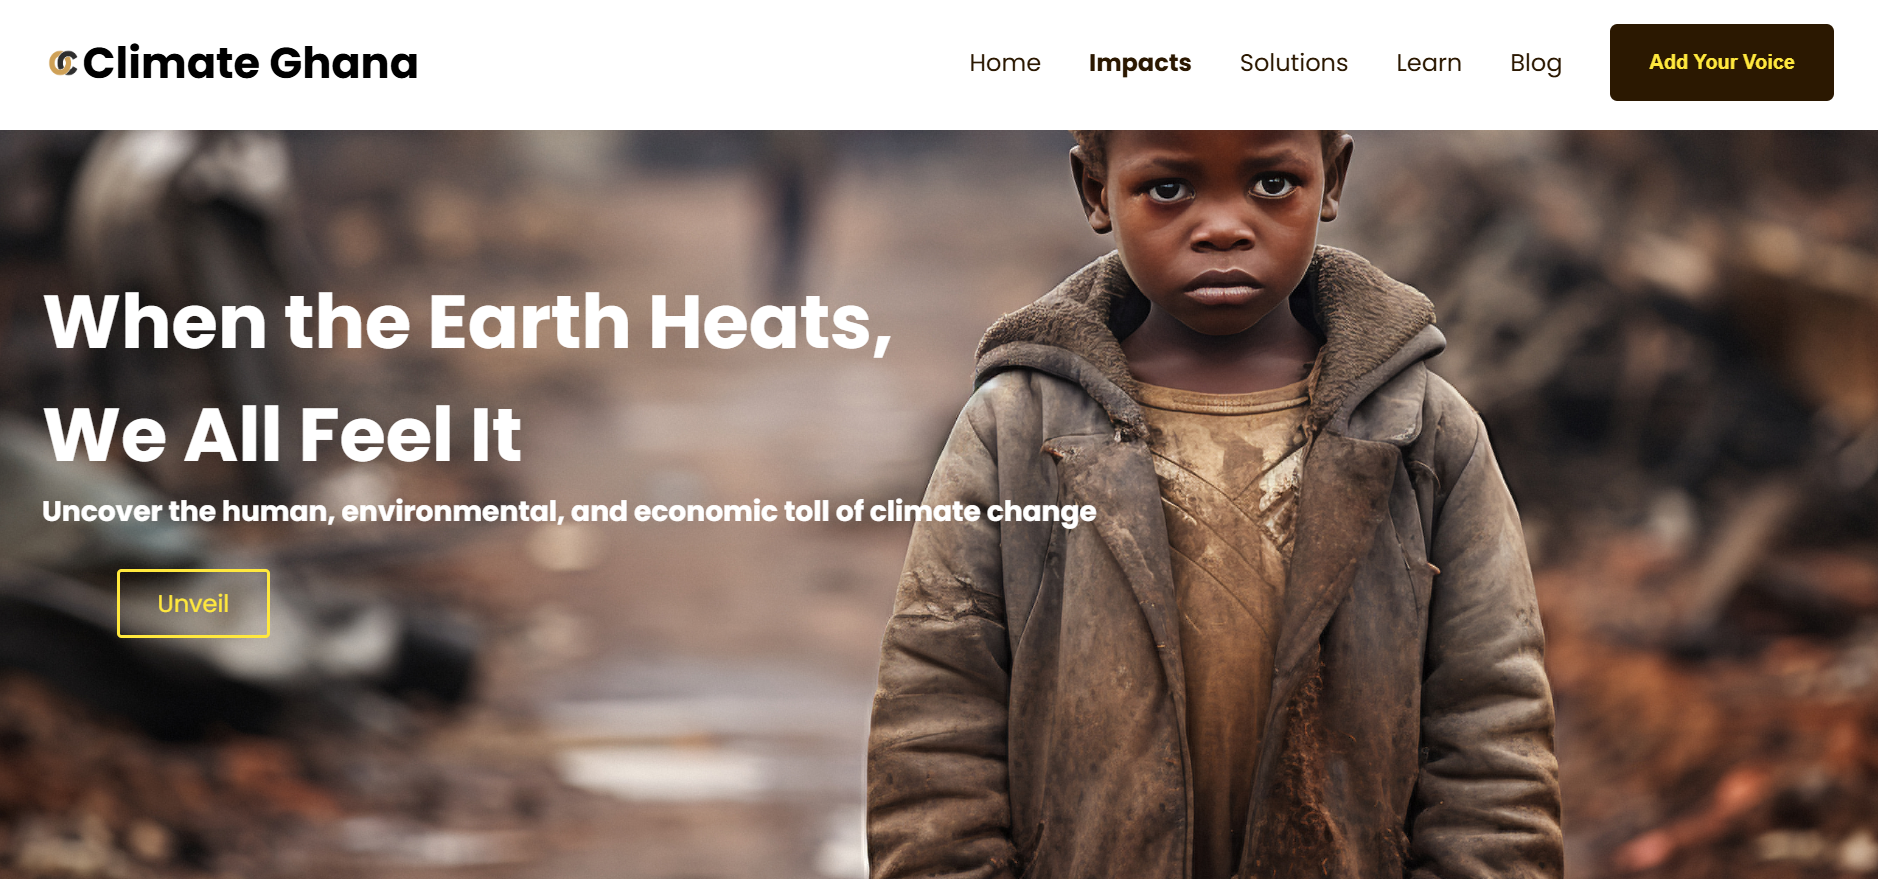 Climate Ghana
Home Impacts Solutions Learn Blog Add Your Voice
When the Earth Heats,
We All Feel It
Uncover the human, environmental, and economic toll of climate change
Unveil